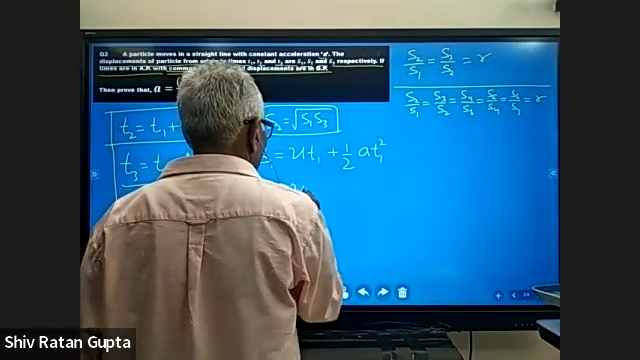 Q2 A particle moves in a straight line with constant acceleration 'a'. The
displacements of particle from origin in times t₁, t₂ and t₃ are S₁, S₂ and S₃ respectively. If
times are in A.P. with common displacements are in G.P.
Then prove that, a =
S₂/S₁ = S₃/S₂ = r
S₂/S₁ = S₃/S₂ = S₄/S₃ = S₅/S₄ = = r
t₂ = t₁ + S₂ = √S₁S₃
t₃ = = ut₁ + 1/2 at₁²
u
Shiv Ratan Gupta